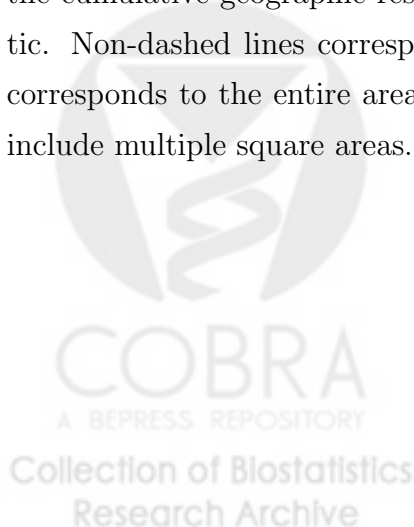 the cumulative geographic res
tic. Non-dashed lines corresp
corresponds to the entire area
include multiple square areas.
COBRA
A BEPRESS REPOSITORY
Collection of Biostatistics
Research Archive